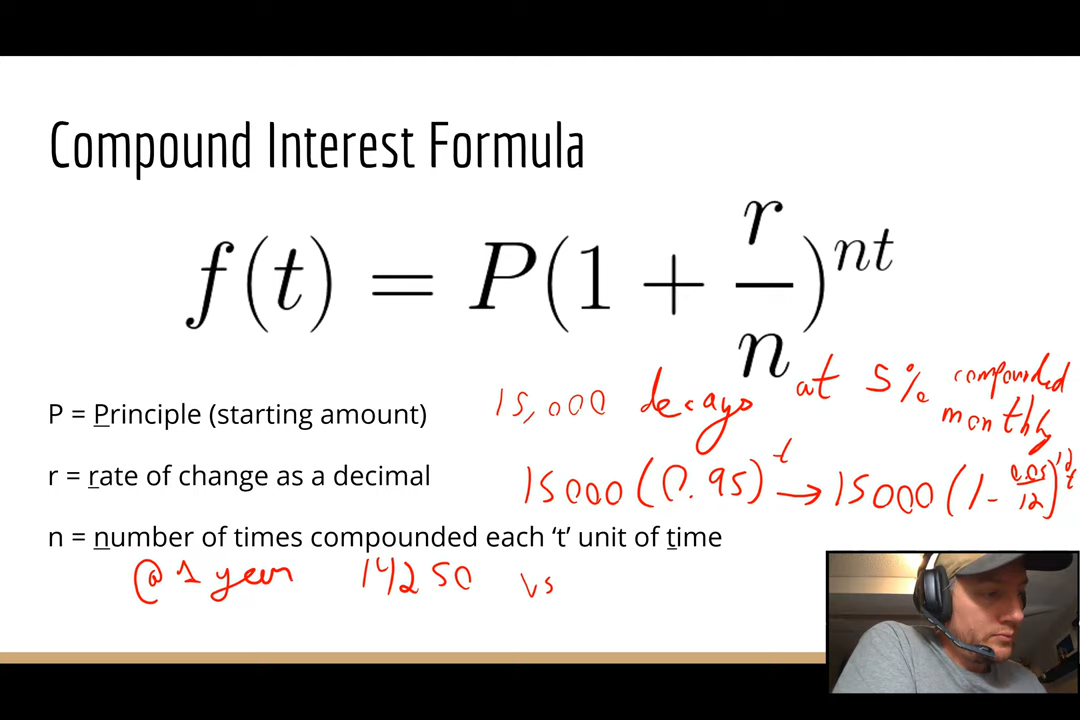 Compound Interest Formula
f(t) = P(1 + r/n)^nt
15,000 decays at 5% compounded monthly
P = Principle (starting amount)
r = rate of change as a decimal
15000(0.95)^t → 15000(1 - 0.05/12)^12t
n = number of times compounded each ‘t’ unit of time
@ 1 year 14250 vs